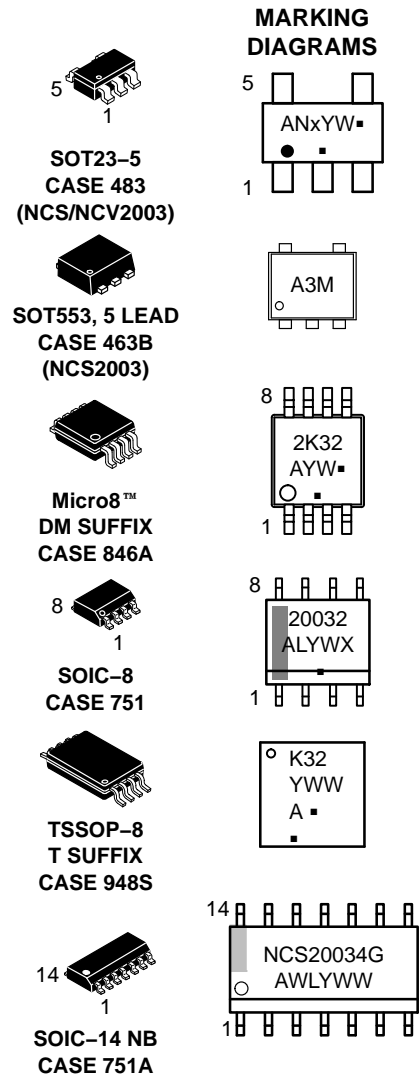 MARKING
DIAGRAMS
5
1
SOT23–5
CASE 483
(NCS/NCV2003)
5
ANxYW▪
▪
1
SOT553, 5 LEAD
CASE 463B
(NCS2003)
A3M
Micro8™
DM SUFFIX
CASE 846A
8
2K32
AYW▪
▪
1
8
1
SOIC–8
CASE 751
8
20032
ALYWX
▪
1
TSSOP–8
T SUFFIX
CASE 948S
K32
YWW
A ▪
▪
14
1
SOIC–14 NB
CASE 751A
14
NCS20034G
AWLYWW
1